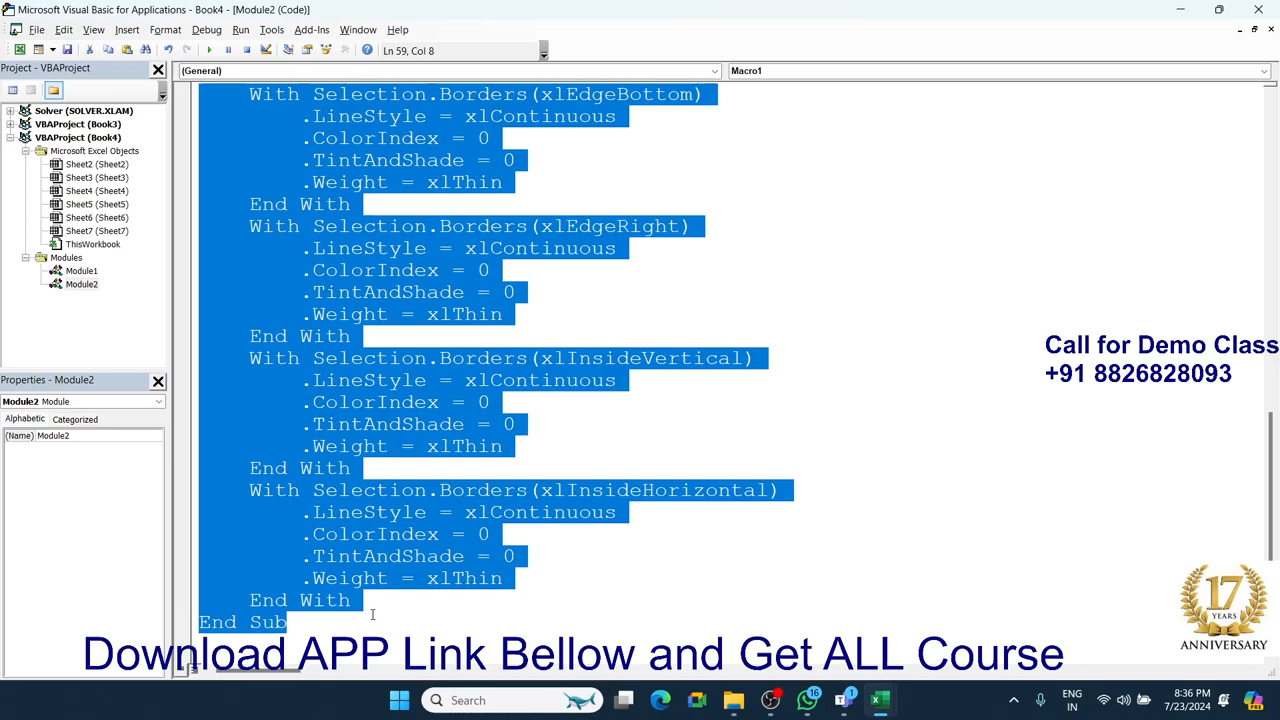 Microsoft Visual Basic for Applications - Book4 - [Module2 (Code)]
File Edit View Insert Format Debug Run Tools Add-Ins Window Help
Ln 59, Col 8
Project - VBAProject
(General)
Macro1
Solver (SOLVER.XLAM)
VBAProject (Book3)
VBAProject (Book4)
Microsoft Excel Objects
Sheet2 (Sheet2)
Sheet3 (Sheet3)
Sheet4 (Sheet4)
Sheet5 (Sheet5)
Sheet6 (Sheet6)
Sheet7 (Sheet7)
ThisWorkbook
Modules
Module1
Module2
Properties - Module2
Module2 Module
Alphabetic Categorized
(Name) Module2
With Selection.Borders(xlEdgeBottom)
.LineStyle = xlContinuous
.ColorIndex = 0
.TintAndShade = 0
.Weight = xlThin
End With
With Selection.Borders(xlEdgeRight)
.LineStyle = xlContinuous
.ColorIndex = 0
.TintAndShade = 0
.Weight = xlThin
End With
With Selection.Borders(xlInsideVertical)
.LineStyle = xlContinuous
.ColorIndex = 0
.TintAndShade = 0
.Weight = xlThin
End With
With Selection.Borders(xlInsideHorizontal)
.LineStyle = xlContinuous
.ColorIndex = 0
.TintAndShade = 0
.Weight = xlThin
End With
End Sub
Call for Demo Class
+91 8826828093
17
YEARS
ANNIVERSARY
Download APP Link Bellow and Get ALL Course
Search
16
1
ENG
IN
8:36 PM
7/23/2024